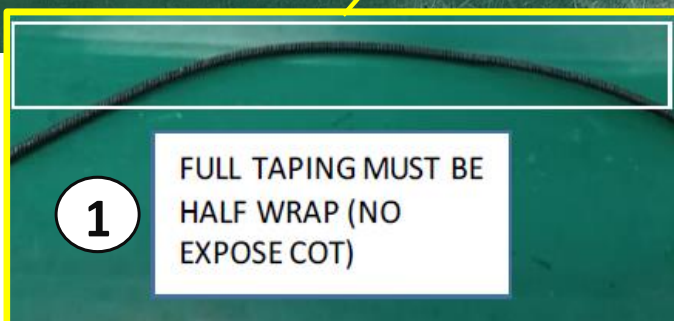 1
FULL TAPING MUST BE
HALF WRAP (NO
EXPOSE COT)